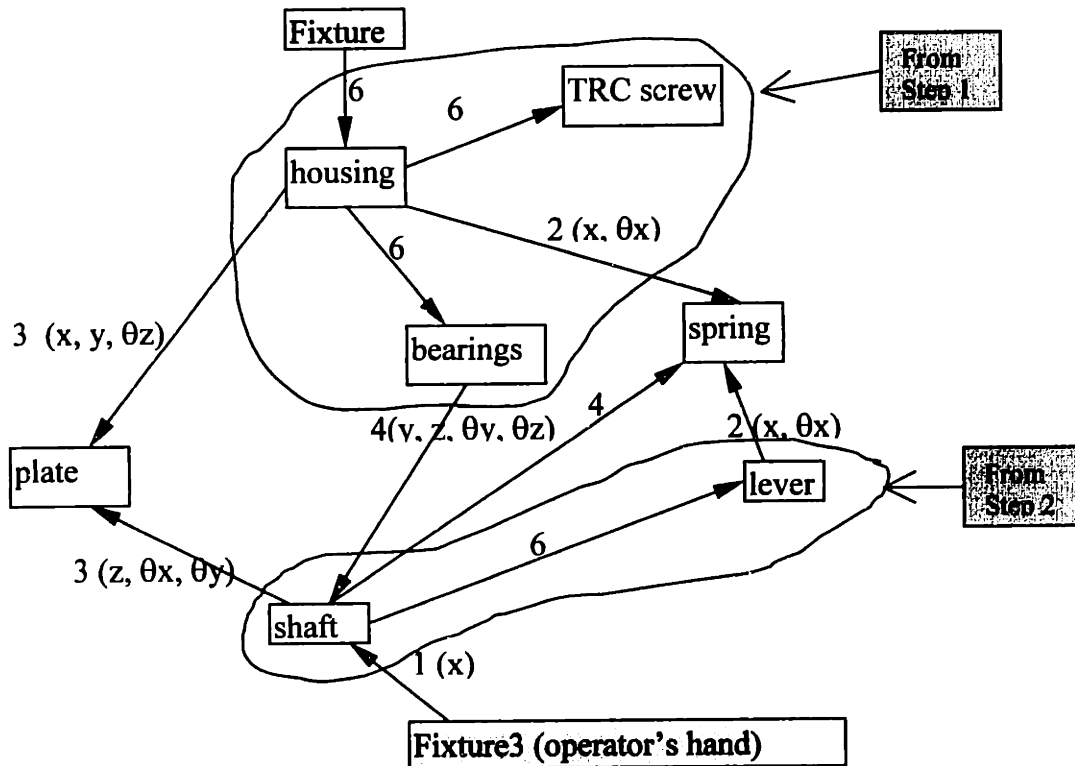 Fixture
From
Step 1
TRC screw
6
6
housing
2 (x, θx)
6
3 (x, y, θz)
spring
bearings
4
4(y, z, θy, θz)
2 (x, θx)
plate
lever
From
Step 2
6
3 (z, θx, θy)
shaft
1 (x)
Fixture3 (operator's hand)